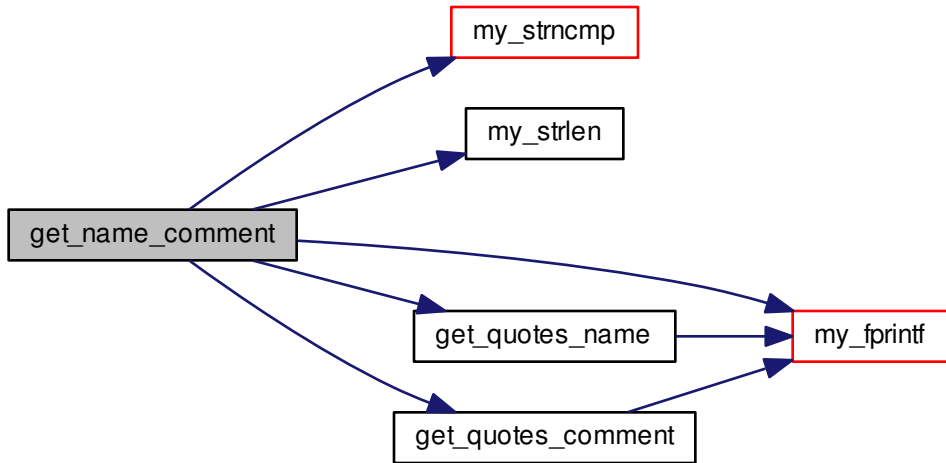 my_strncmp
my_strlen
get_name_comment
get_quotes_name
my_fprintf
get_quotes_comment